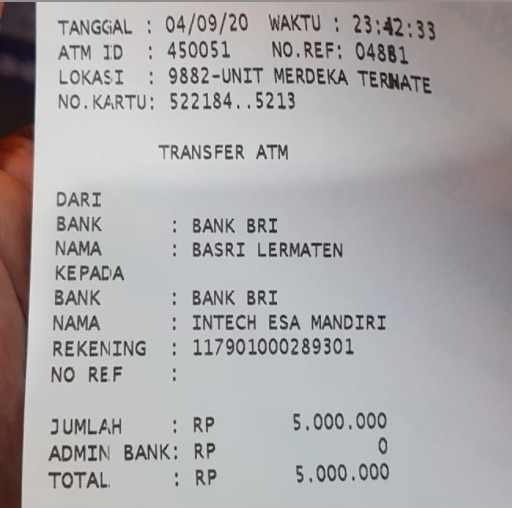 TANGGAL : 04/09/20 WAKTU : 23:42:33
ATM ID : 450051 NO.REF: 04881
LOKASI : 9882-UNIT MERDEKA TERNATE
NO.KARTU: 522184..5213
TRANSFER ATM
DARI
BANK : BANK BRI
NAMA : BASRI LERMATEN
KEPADA
BANK : BANK BRI
NAMA : INTECH ESA MANDIRI
REKENING : 117901000289301
NO REF :
JUMLAH : RP 5.000.000
ADMIN BANK: RP 0
TOTAL : RP 5.000.000